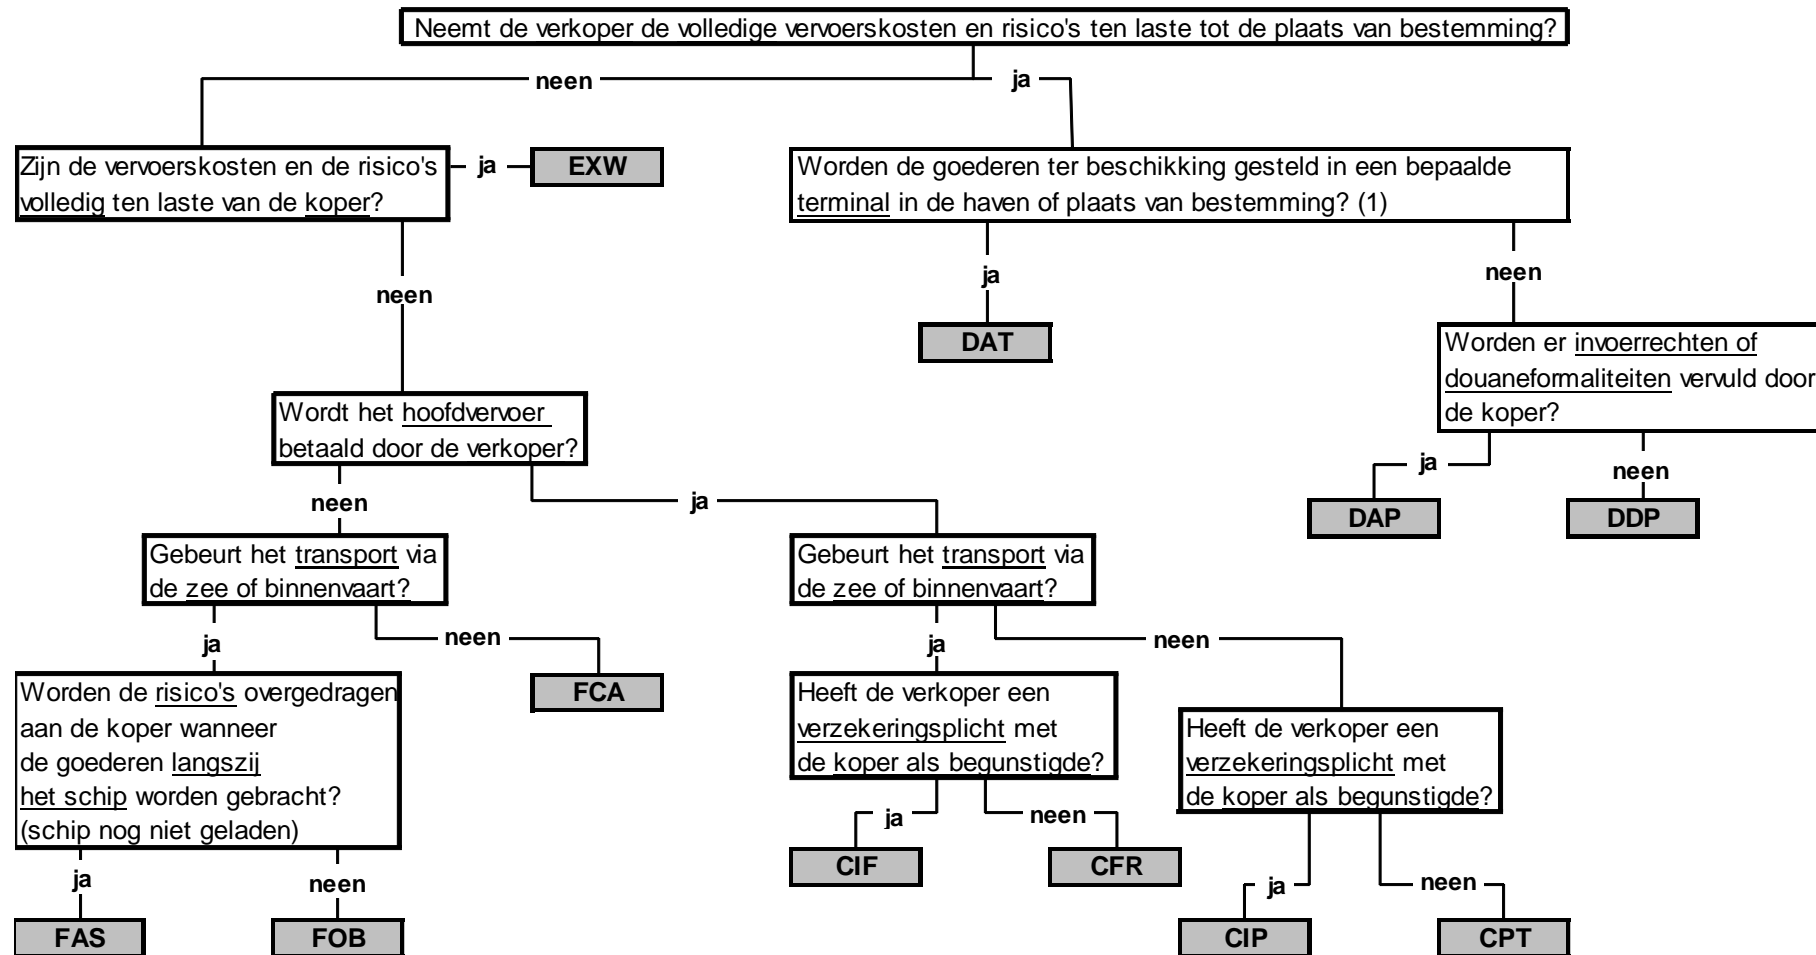 Neemt de verkoper de volledige vervoerskosten en risico's ten laste tot de plaats van bestemming?
neen
ja
Zijn de vervoerskosten en de risico's
volledig ten laste van de koper?
ja
EXW
Worden de goederen ter beschikking gesteld in een bepaalde
terminal in de haven of plaats van bestemming? (1)
neen
ja
neen
DAT
Worden er invoerrechten of
douaneformaliteiten vervuld door
de koper?
Wordt het hoofdvervoer
betaald door de verkoper?
ja
neen
neen
ja
DAP
DDP
Gebeurt het transport via
de zee of binnenvaart?
Gebeurt het transport via
de zee of binnenvaart?
ja
neen
ja
neen
Worden de risico's overgedragen
aan de koper wanneer
de goederen langszij
het schip worden gebracht?
(schip nog niet geladen)
FCA
Heeft de verkoper een
verzekeringsplicht met
de koper als begunstigde?
Heeft de verkoper een
verzekeringsplicht met
de koper als begunstigde?
ja
neen
ja
neen
CIF
CFR
ja
neen
FAS
FOB
CIP
CPT